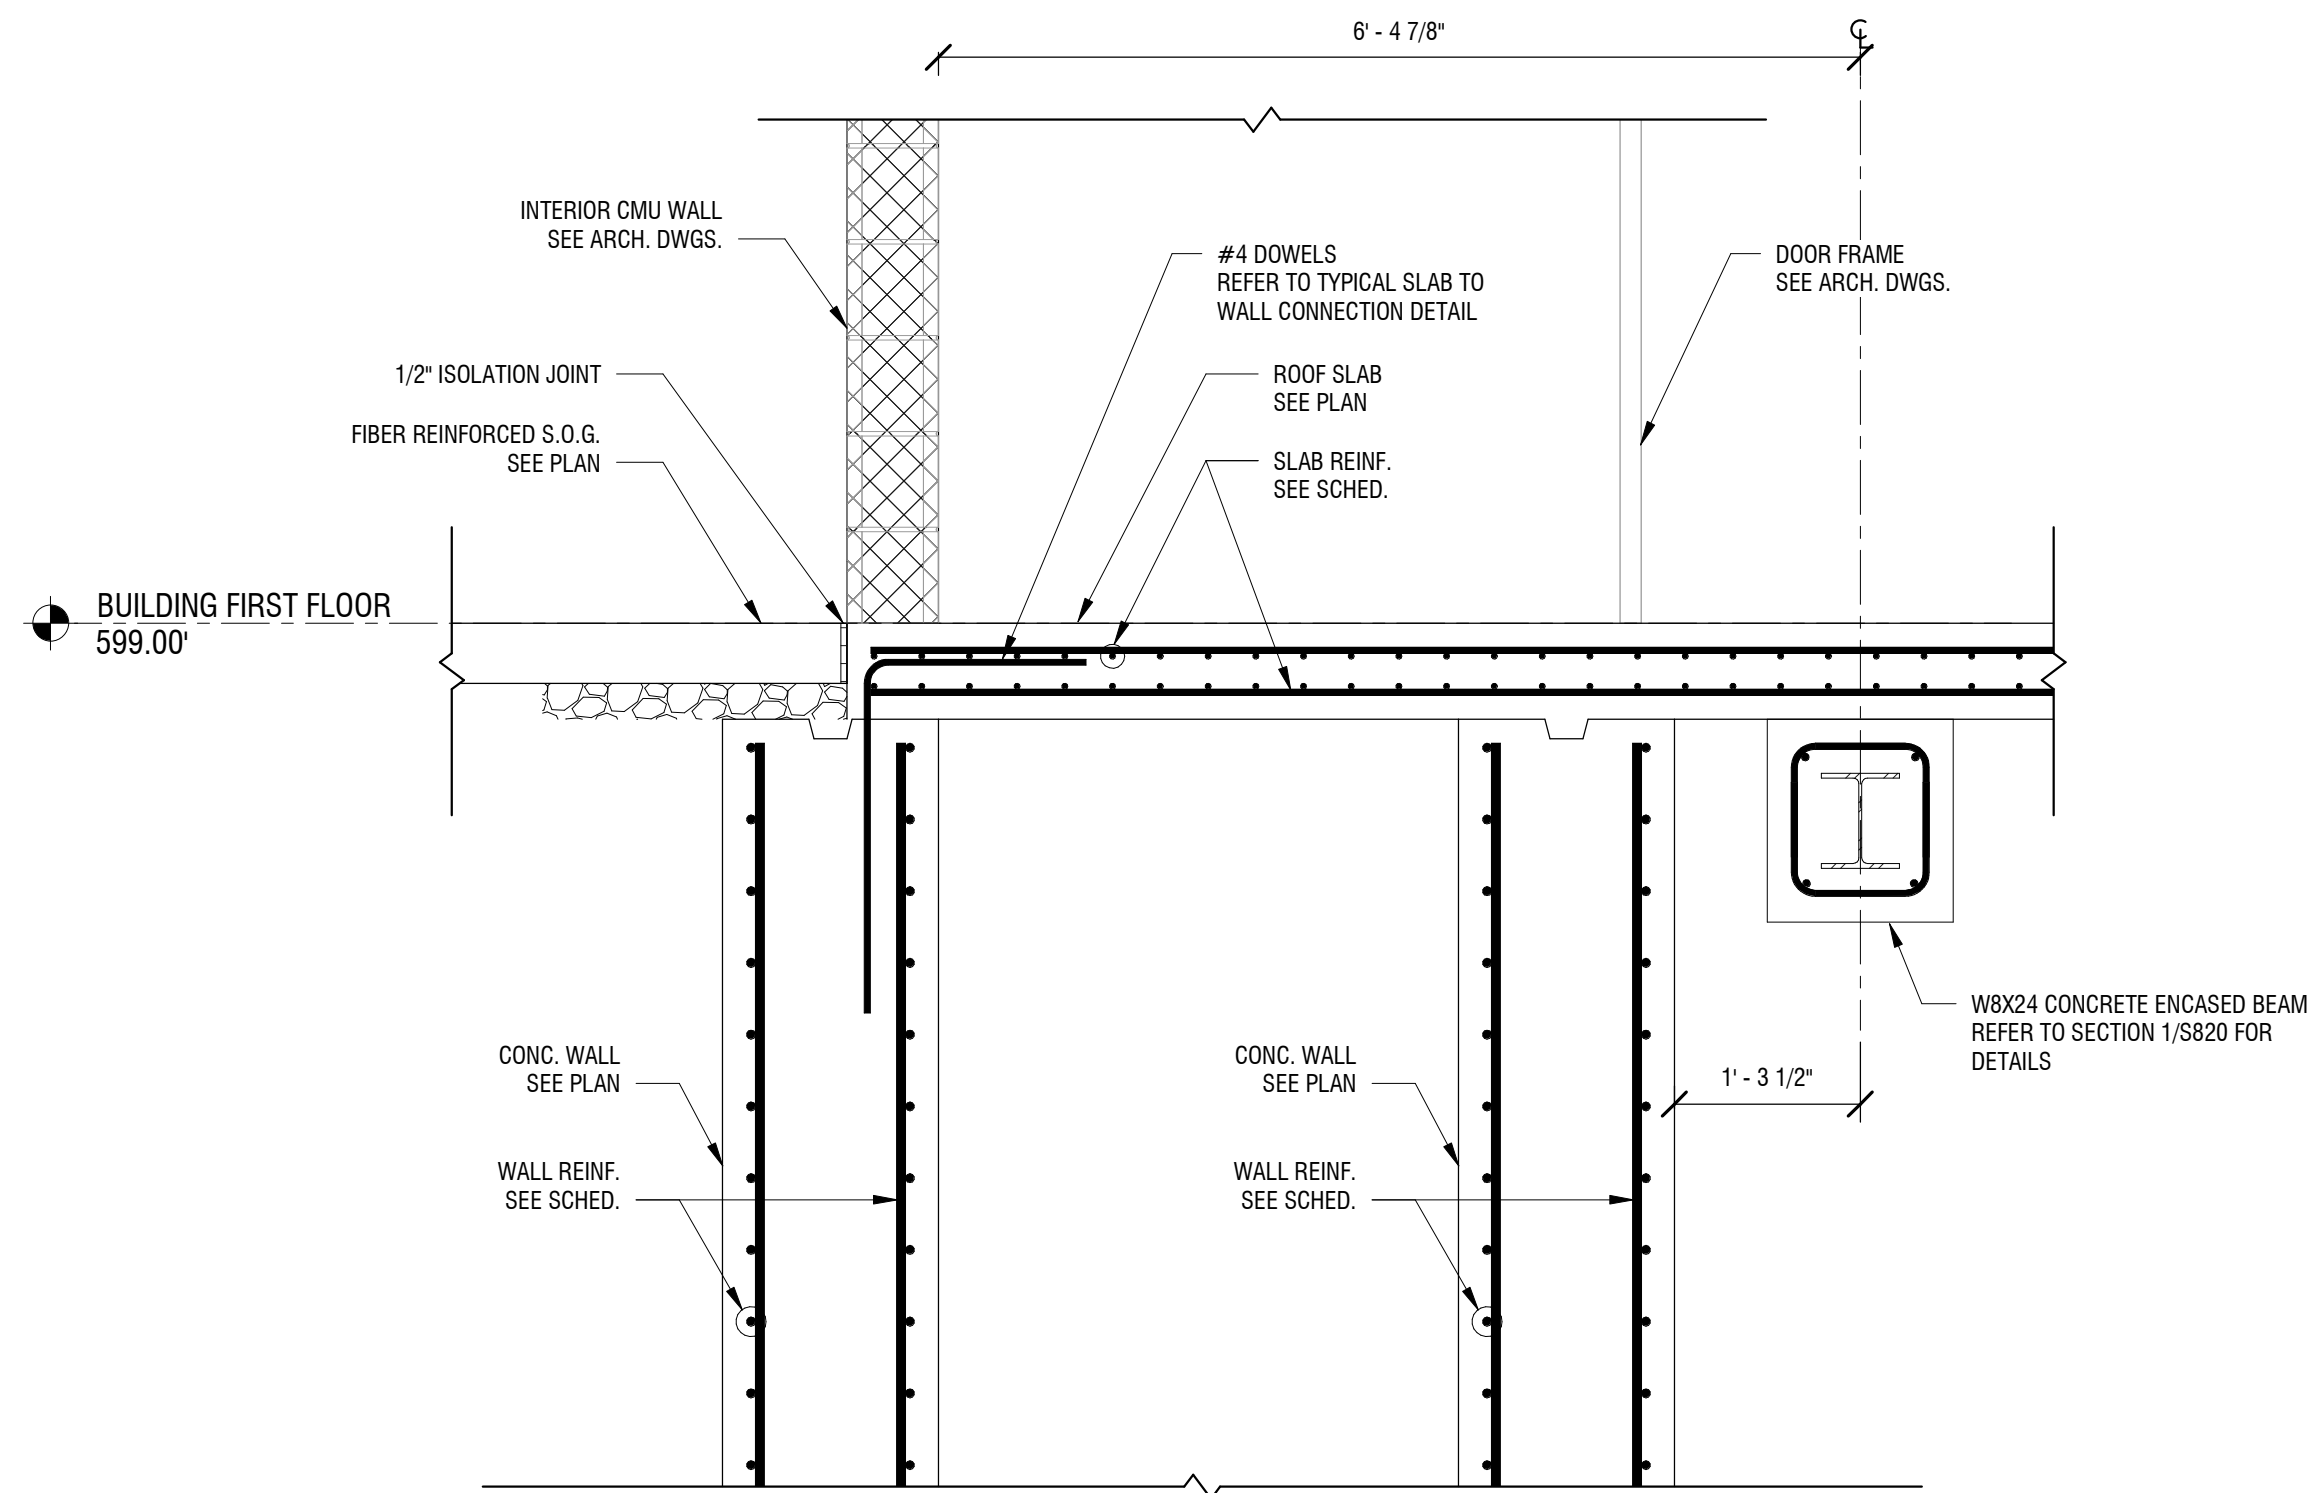 6' - 4 7/8"
℄
INTERIOR CMU WALL
SEE ARCH. DWGS.
#4 DOWELS
REFER TO TYPICAL SLAB TO
WALL CONNECTION DETAIL
DOOR FRAME
SEE ARCH. DWGS.
1/2" ISOLATION JOINT
ROOF SLAB
SEE PLAN
FIBER REINFORCED S.O.G.
SEE PLAN
SLAB REINF.
SEE SCHED.
BUILDING FIRST FLOOR
599.00'
W8X24 CONCRETE ENCASED BEAM
REFER TO SECTION 1/S820 FOR
DETAILS
CONC. WALL
SEE PLAN
CONC. WALL
SEE PLAN
1' - 3 1/2"
WALL REINF.
SEE SCHED.
WALL REINF.
SEE SCHED.